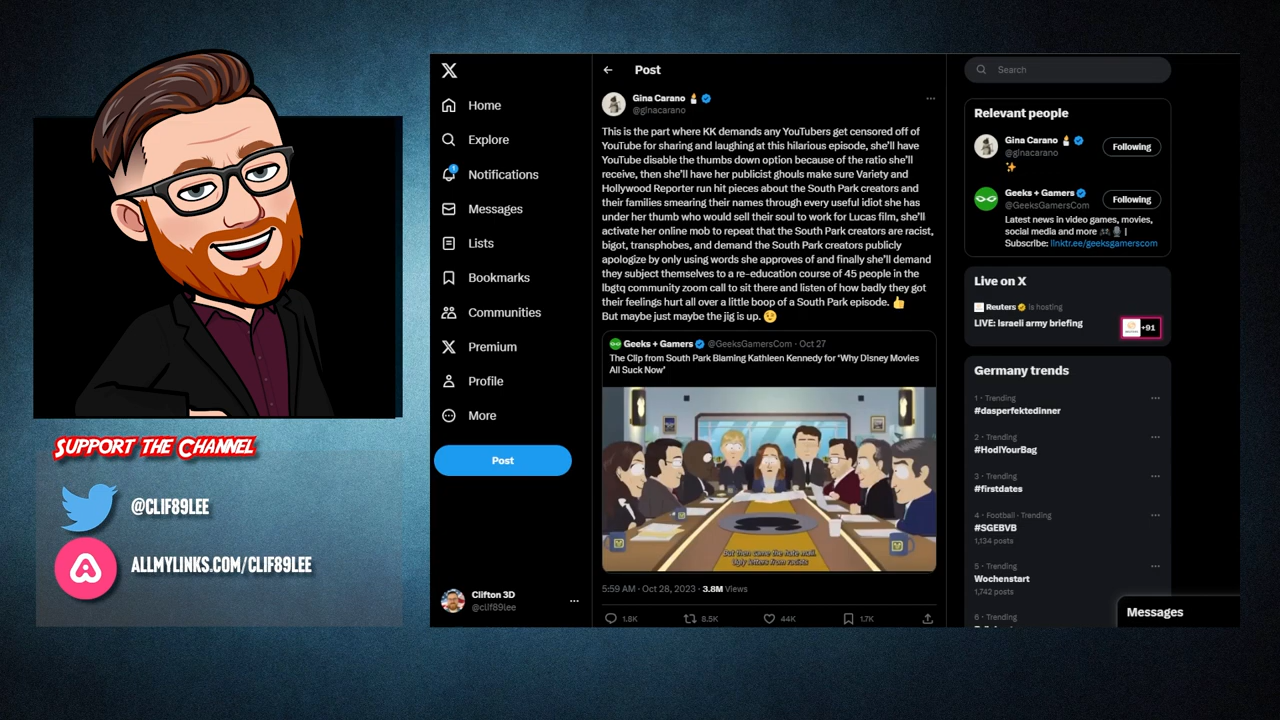 SUPPORT THE CHANNEL
@CLIF89LEE
ALLMYLINKS.COM/CLIF89LEE
Home
Explore
1
Notifications
Messages
Lists
Bookmarks
Communities
Premium
Profile
More
Post
Clifton 3D
@clif89lee
Post
Gina Carano
@ginacarano
This is the part where KK demands any YouTubers get censored off of
YouTube for sharing and laughing at this hilarious episode, she'll have
YouTube disable the thumbs down option because of the ratio she'll
receive, then she'll have her publicist ghouls make sure Variety and
Hollywood Reporter run hit pieces about the South Park creators and
their families smearing their names through every useful idiot she has
under her thumb who would sell their soul to work for Lucas film, she'll
activate her online mob to repeat that the South Park creators are racist,
bigot, transphobes, and demand the South Park creators publicly
apologize by only using words she approves of and finally she'll demand
they subject themselves to a re-education course of 45 people in the
lbgtq community zoom call to sit there and listen of how badly they got
their feelings hurt all over a little boop of a South Park episode. 👍
But maybe just maybe the jig is up. 🤨
Geeks + Gamers @GeeksGamersCom · Oct 27
The Clip from South Park Blaming Kathleen Kennedy for "Why Disney Movies
All Suck Now'
But then came the hate mail.
Ugly letters from racists
5:59 AM · Oct 28, 2023 · 3.8M Views
1.8K 8.5K 44K 1.7K
Search
Relevant people
Gina Carano
@ginacarano
Following
Geeks + Gamers
@GeeksGamersCom
Following
Latest news in video games, movies,
social media and more 🎮🎙️ |
Subscribe: linktr.ee/geeksgamerscom
Live on X
Reuters is hosting
LIVE: Israeli army briefing
+91
Germany trends
1 · Trending
#dasperfektedinner
2 · Trending
#HodlYourBag
3 · Trending
#firstdates
4 · Football · Trending
#SGEBVB
1,134 posts
5 · Trending
Wochenstart
1,742 posts
6 · Trending
Messages